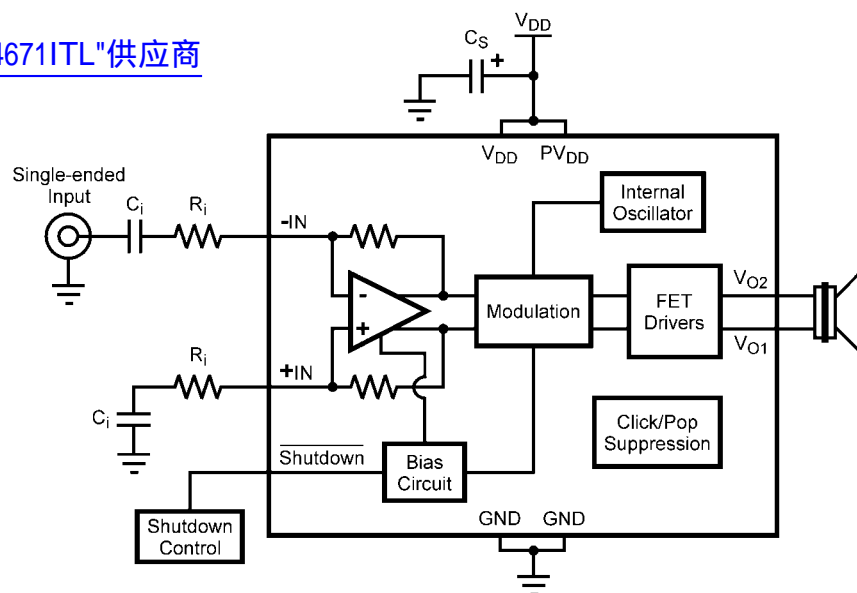 4671ITL"供应商
VDD
CS
+
VDD PVDD
Single-ended
Input
Ci
Ri
-IN
Internal
Oscillator
-
+
Modulation
FET
Drivers
VO2
VO1
Ri
+IN
Ci
Click/Pop
Suppression
Shutdown
Bias
Circuit
Shutdown
Control
GND GND